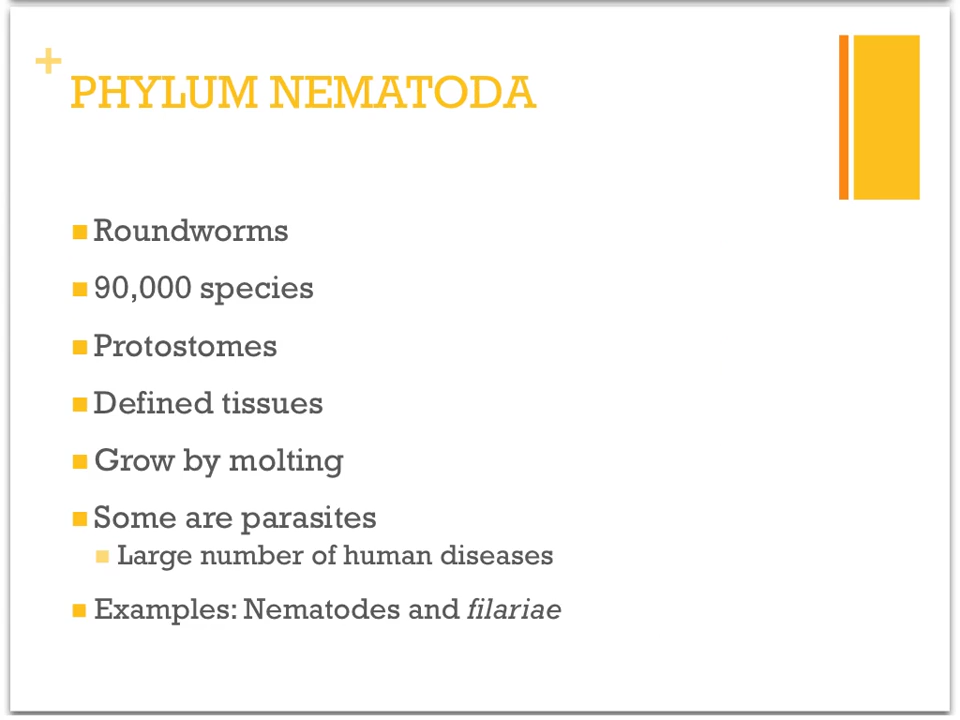 +
PHYLUM NEMATODA
Roundworms
90,000 species
Protostomes
Defined tissues
Grow by molting
Some are parasites
Large number of human diseases
Examples: Nematodes and filariae